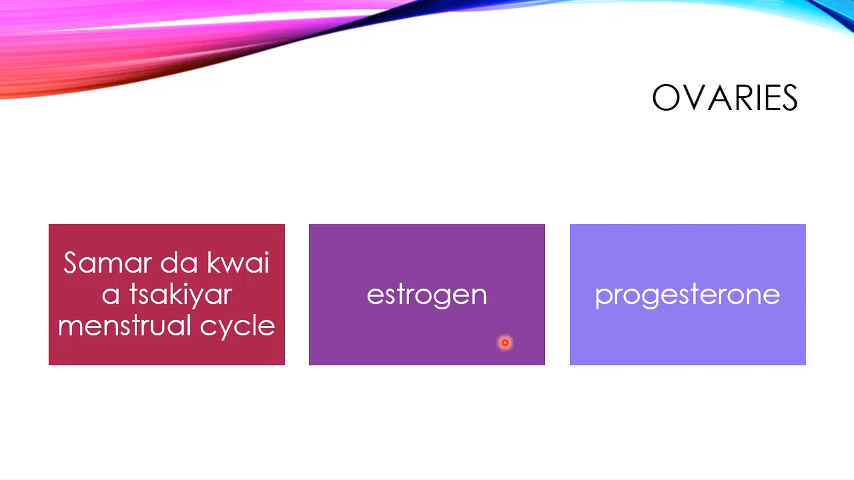 OVARIES
Samar da kwai
a tsakiyar
menstrual cycle
estrogen
progesterone